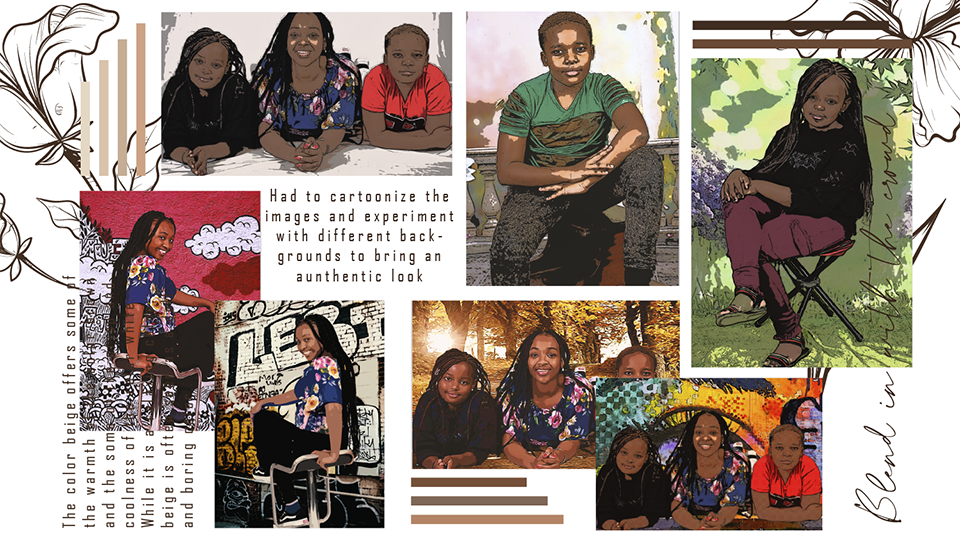 Had to cartoonize the
images and experiment
with different back-
grounds to bring an
aunthentic look
The color beige offers some of
the warmth
and the
coolness of
While it is a
beige is
and boring
Blend in with the crowd